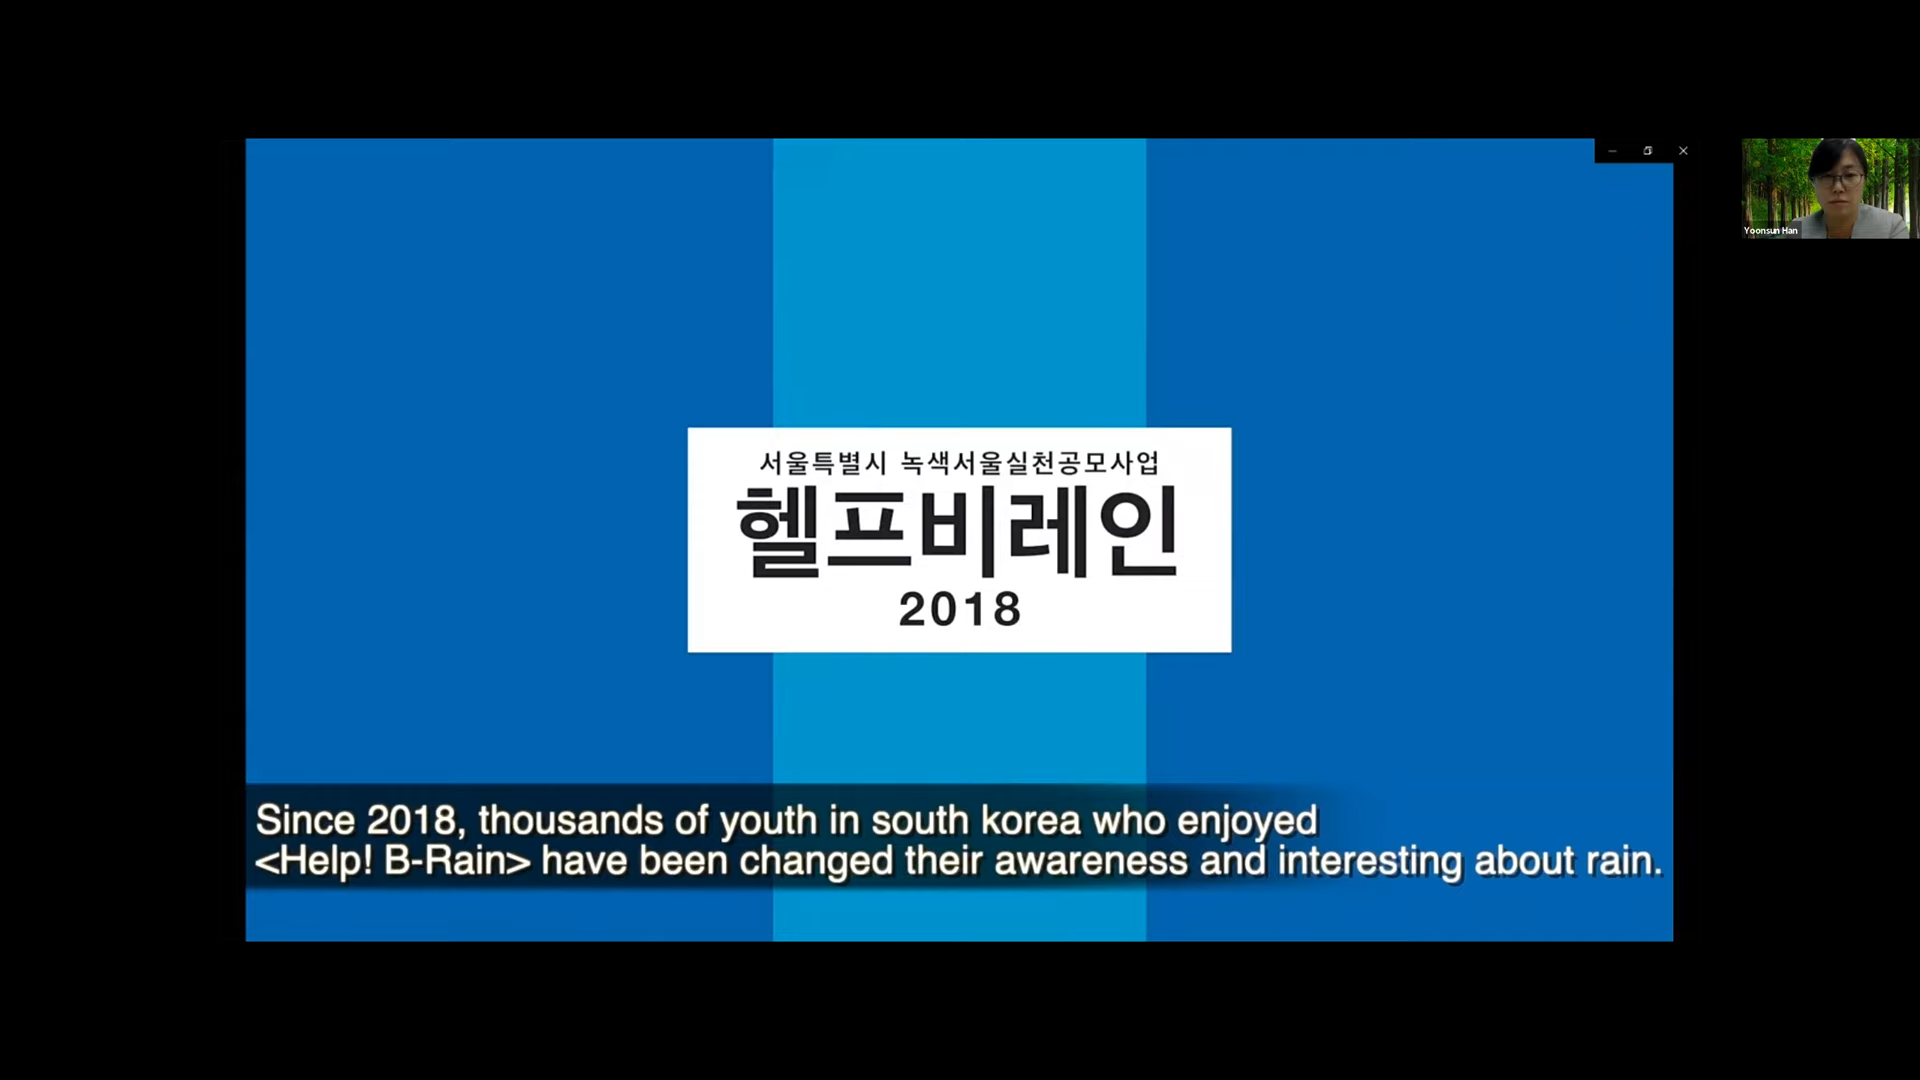 서울특별시 녹색서울실천공모사업
헬프비레인
2018
Since 2018, thousands of youth in south korea who enjoyed
<Help! B-Rain> have been changed their awareness and interesting about rain.
Yoonsun Han